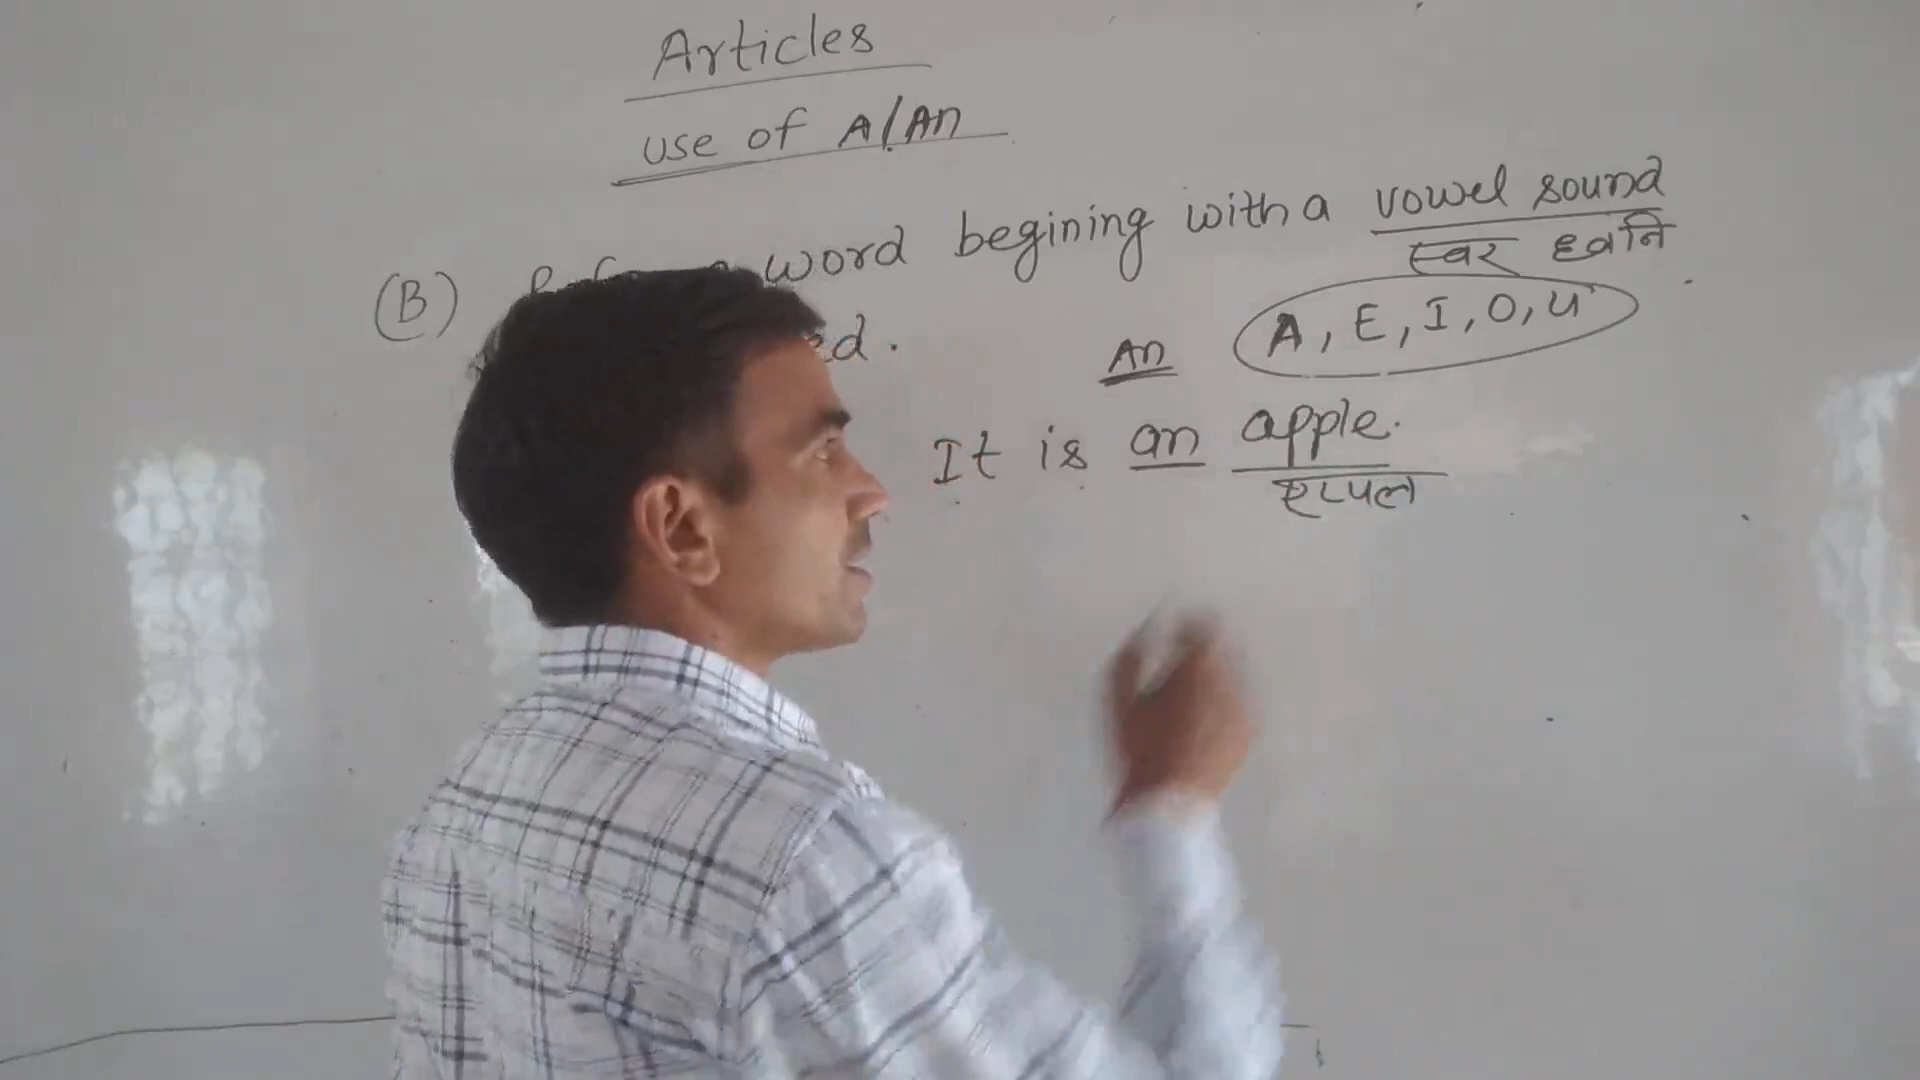 Articles
use of A/An
(B) word begining with a vowel sound
स्वर ध्वनि
An A, E, I, O, U
It is an apple.
एप्पल